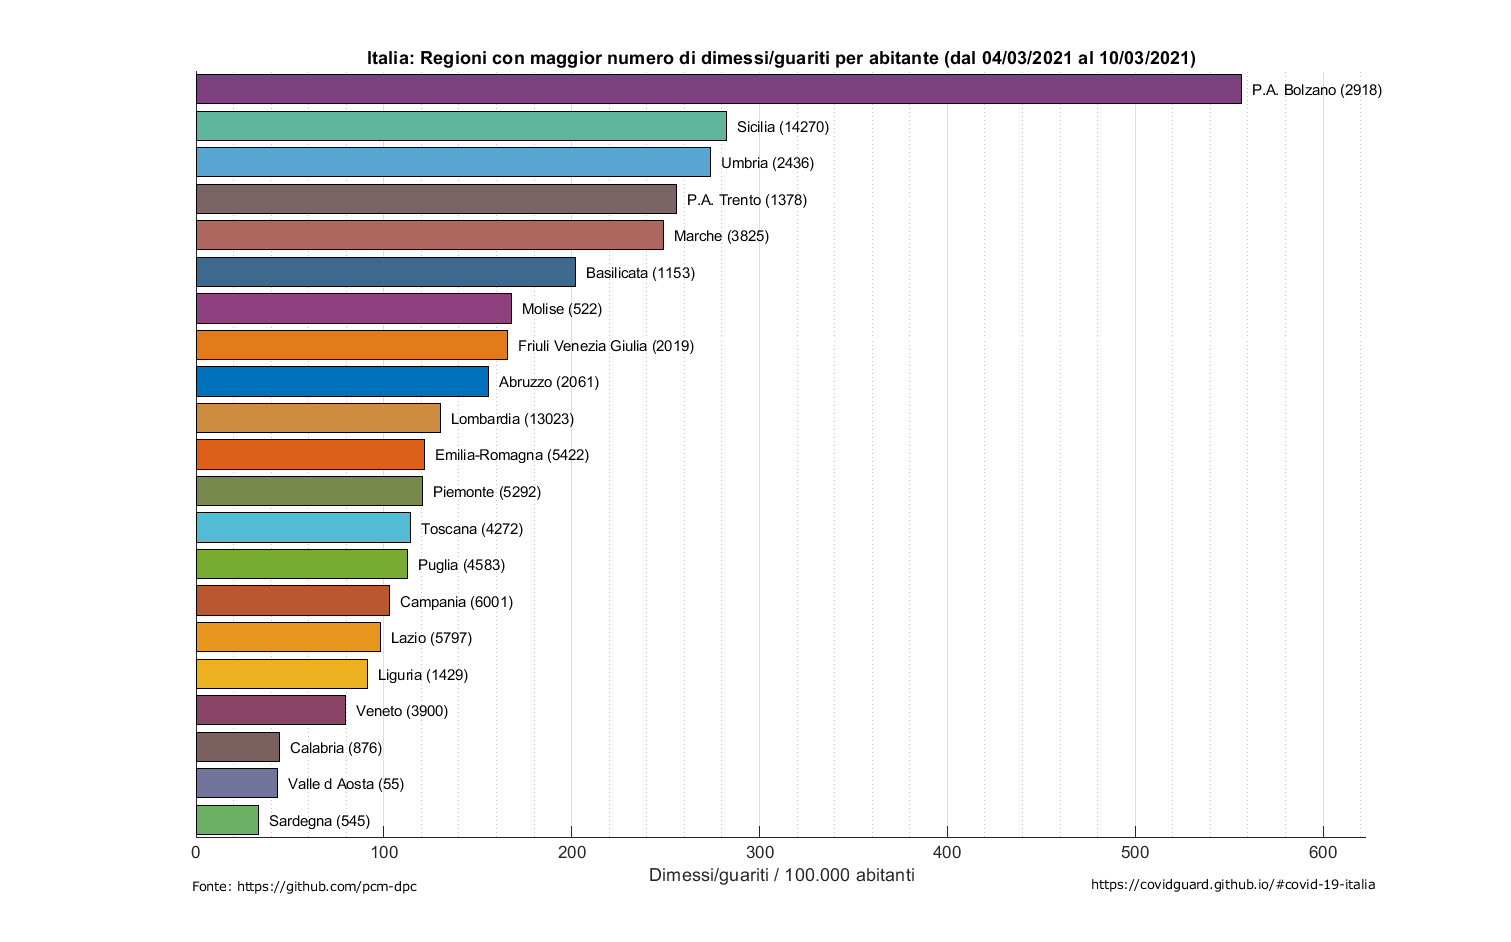 Italia: Regioni con maggior numero di dimessi/guariti per abitante (dal 04/03/2021 al 10/03/2021)
P.A. Bolzano (2918)
Sicilia (14270)
Umbria (2436)
P.A. Trento (1378)
Marche (3825)
Basilicata (1153)
Molise (522)
Friuli Venezia Giulia (2019)
Abruzzo (2061)
Lombardia (13023)
Emilia-Romagna (5422)
Piemonte (5292)
Toscana (4272)
Puglia (4583)
Campania (6001)
Lazio (5797)
Liguria (1429)
Veneto (3900)
Calabria (876)
Valle d Aosta (55)
Sardegna (545)
0 100 200 300 400 500 600
Dimessi/guariti / 100.000 abitanti
Fonte: https://github.com/pcm-dpc
https://covidguard.github.io/#covid-19-italia